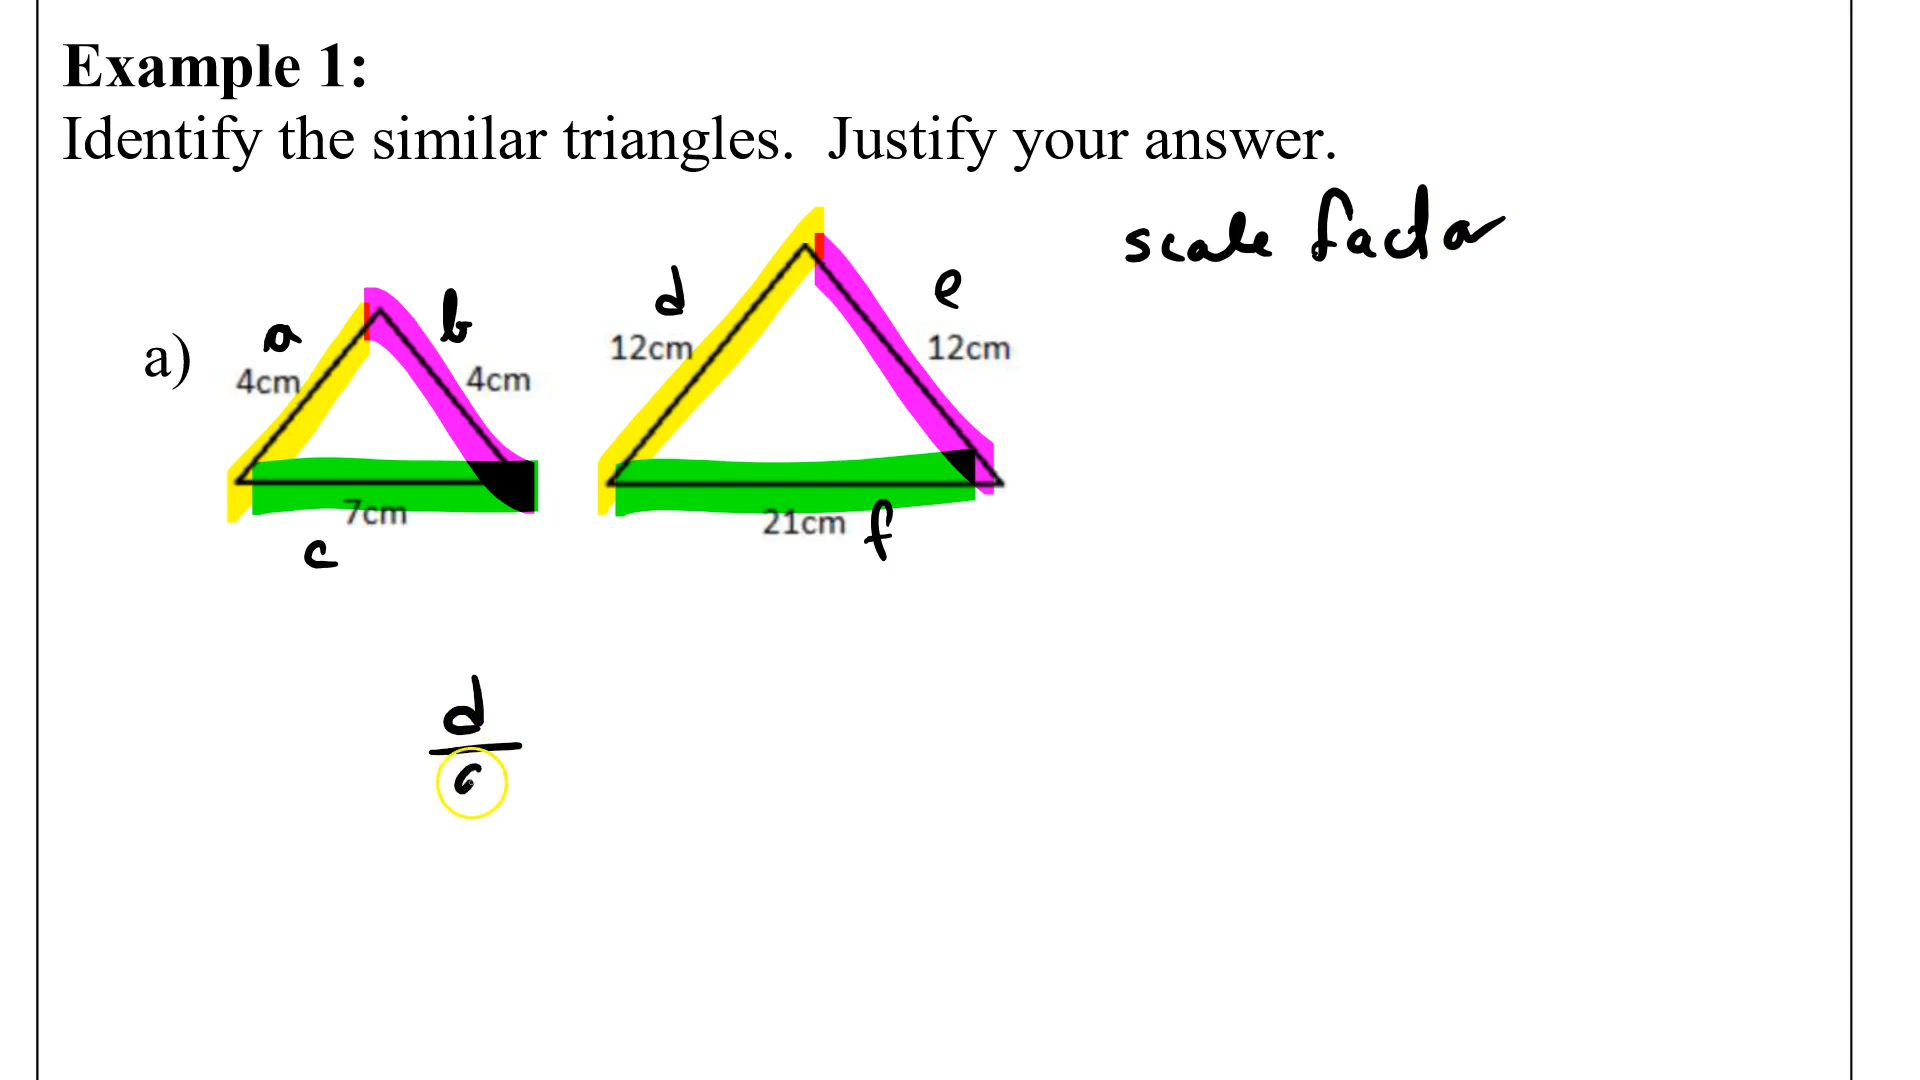 Example 1:
Identify the similar triangles. Justify your answer.
scale factor
a)
a
4cm
b
4cm
7cm
c
d
12cm
e
12cm
21cm f
d